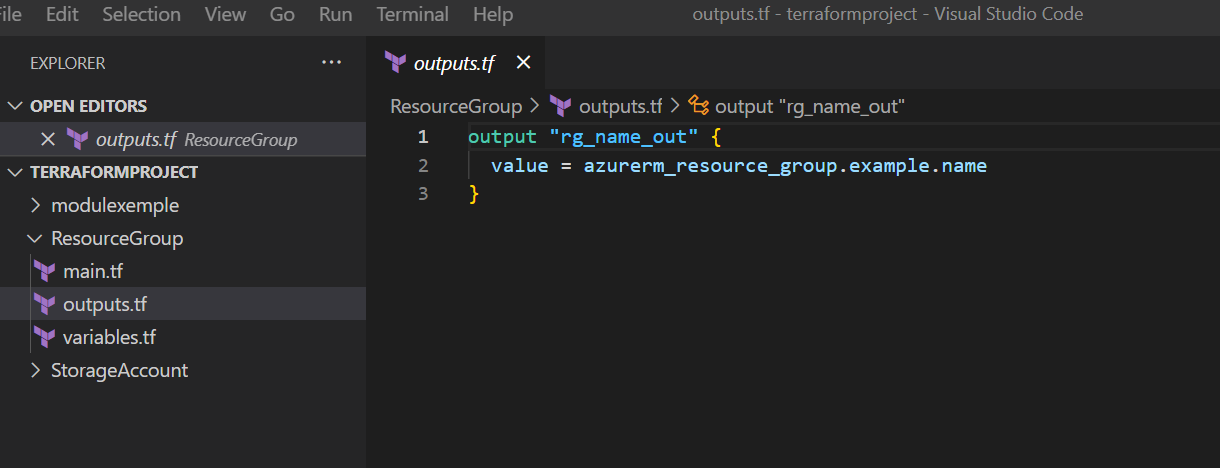 File Edit Selection View Go Run Terminal Help outputs.tf - terraformproject - Visual Studio Code
EXPLORER ···
OPEN EDITORS
outputs.tf ResourceGroup
TERRAFORMPROJECT
modulexemple
ResourceGroup
main.tf
outputs.tf
variables.tf
StorageAccount
outputs.tf
ResourceGroup > outputs.tf > output "rg_name_out"
1 output "rg_name_out" {
2 value = azurerm_resource_group.example.name
3 }